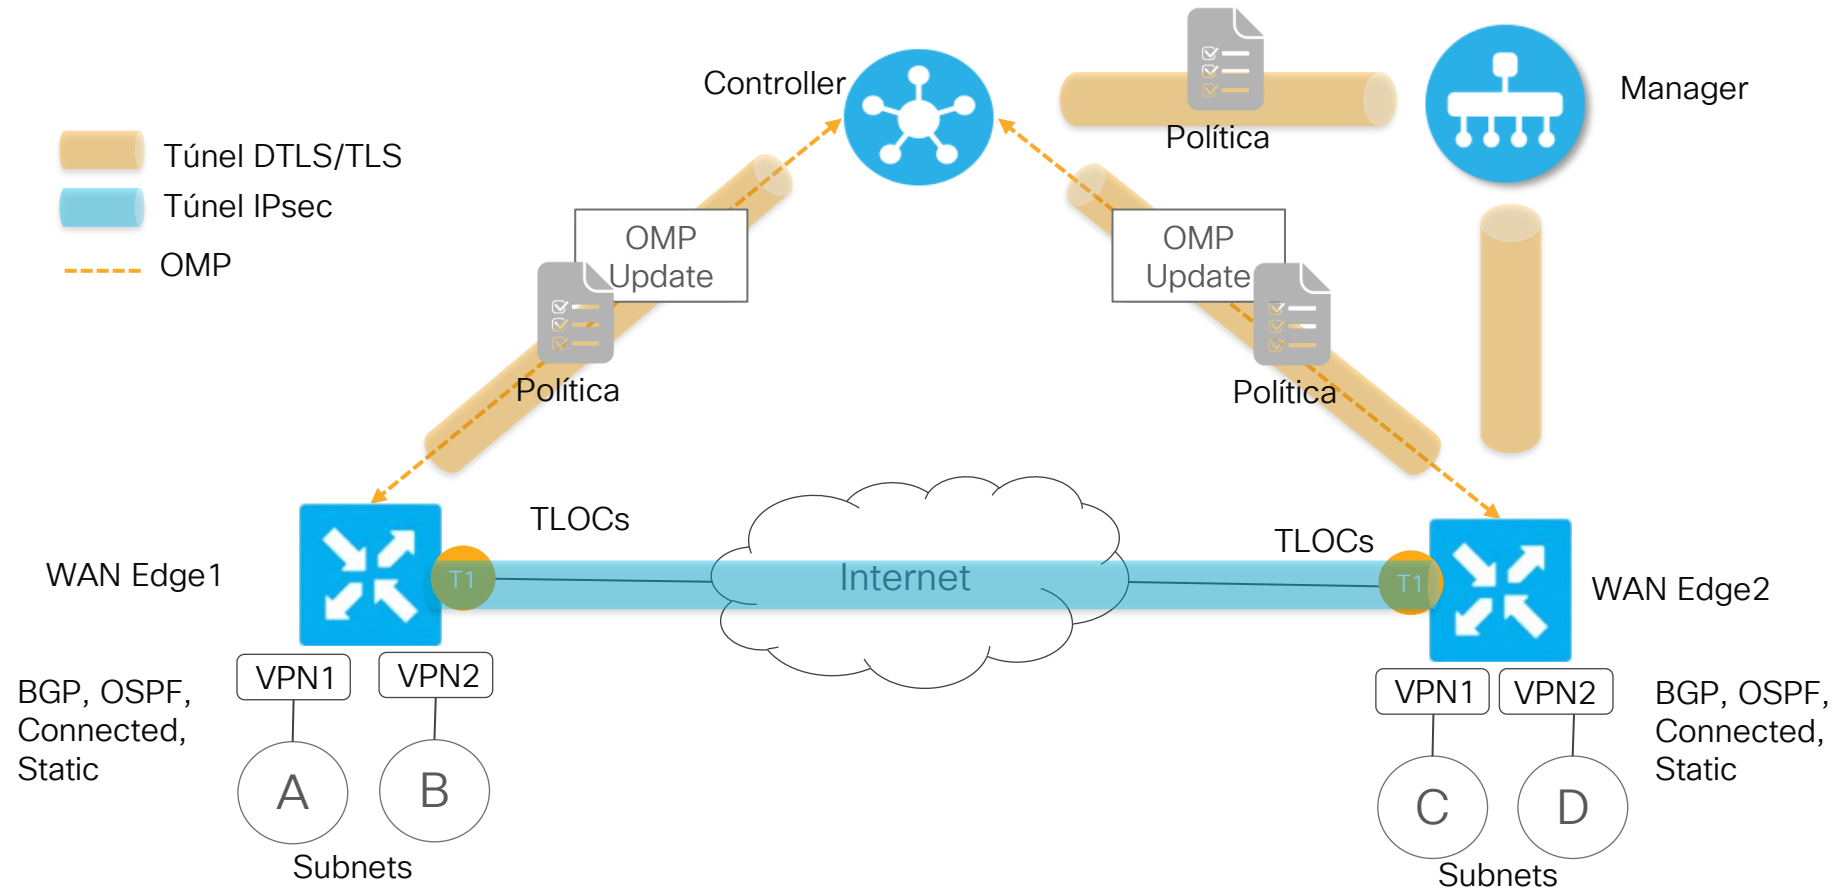 Controller
Manager
Política
Túnel DTLS/TLS
Túnel IPsec
OMP
OMP
Update
OMP
Update
Política
Política
TLOCs
TLOCs
WAN Edge1
T1
Internet
T1
WAN Edge2
VPN1
VPN2
VPN1
VPN2
BGP, OSPF,
Connected,
Static
BGP, OSPF,
Connected,
Static
A
B
C
D
Subnets
Subnets